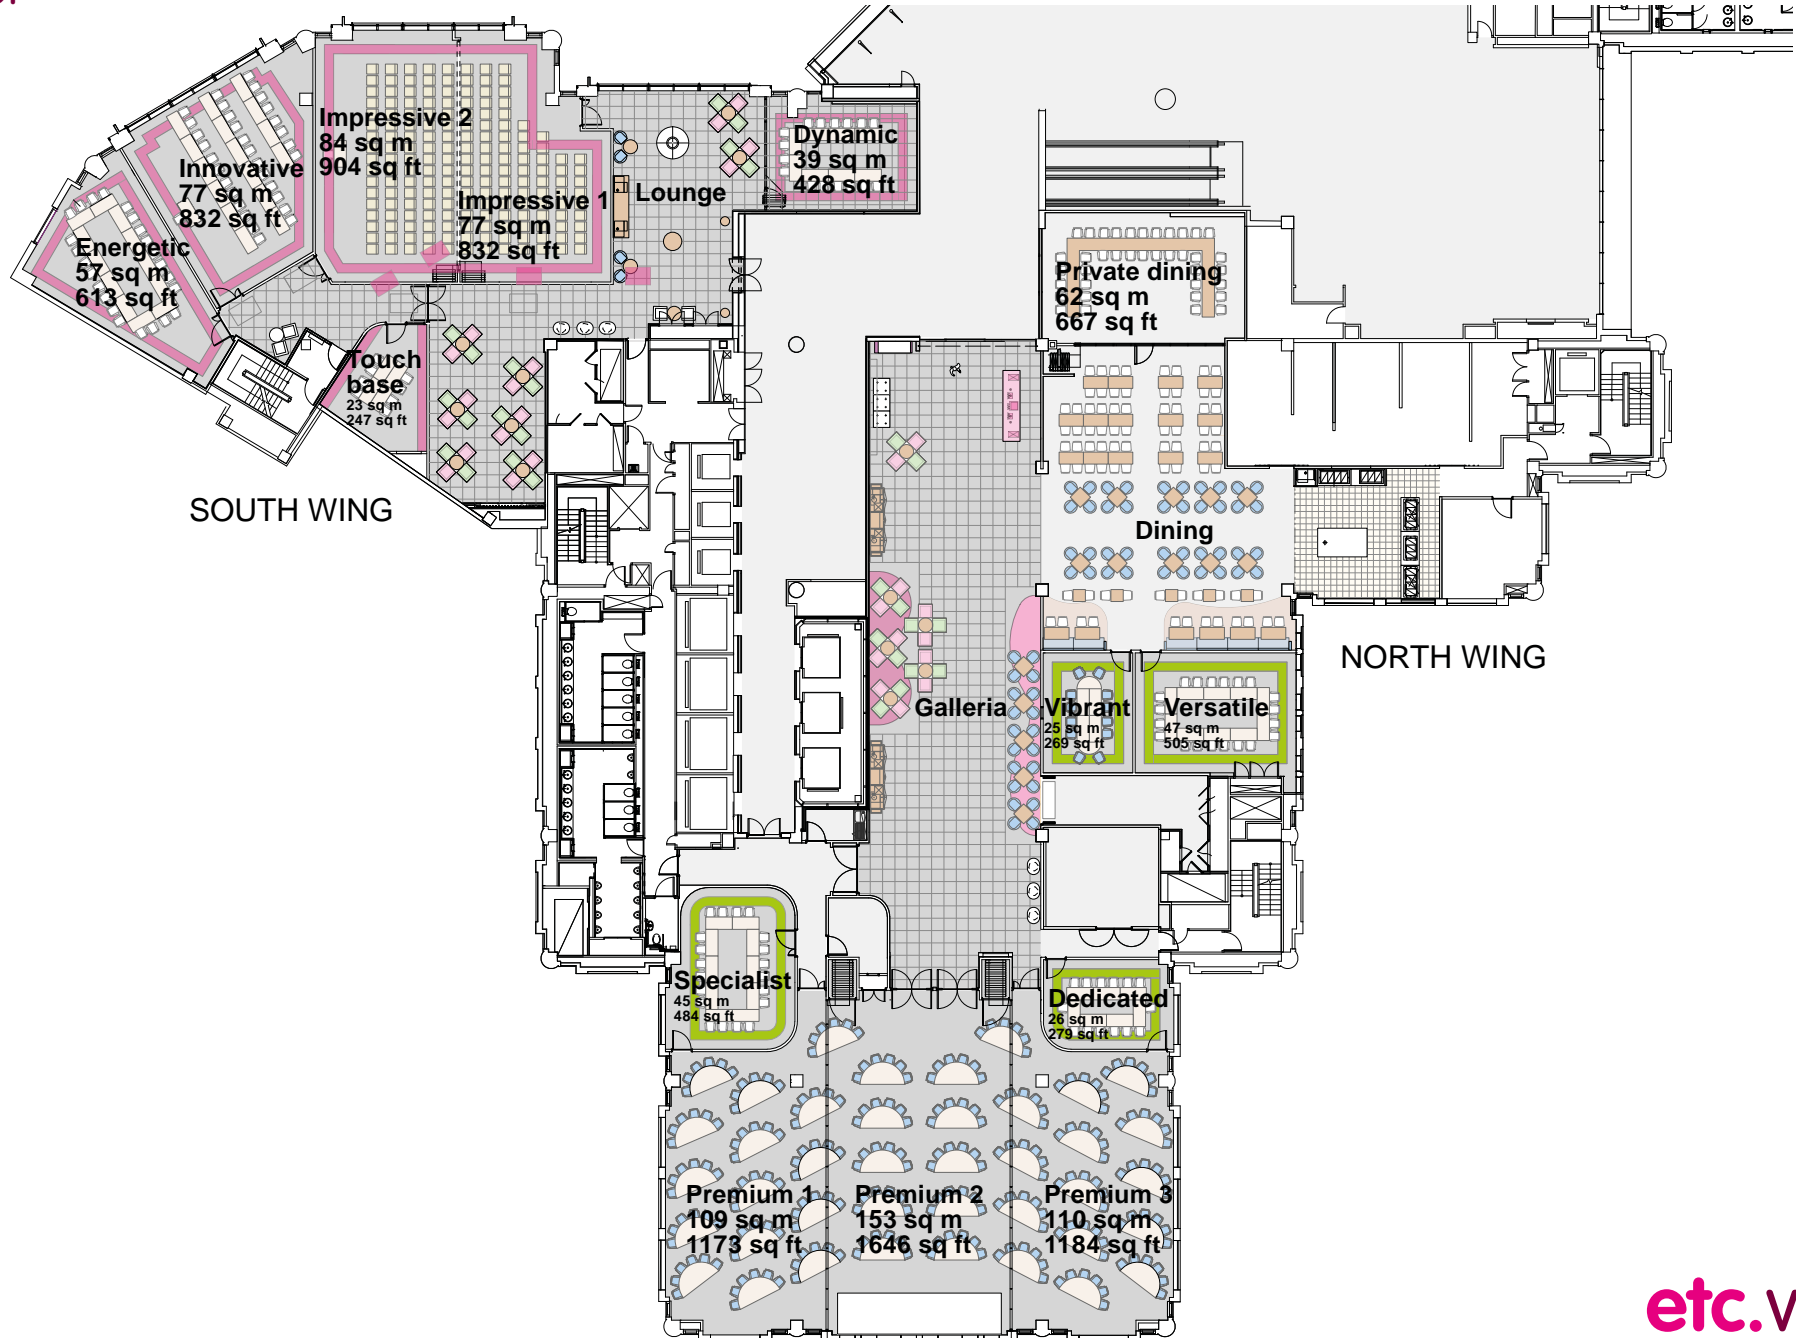 Impressive 2
84 sq m
904 sq ft
Innovative
77 sq m
832 sq ft
Energetic
57 sq m
613 sq ft
Impressive 1
77 sq m
832 sq ft
Lounge
Dynamic
39 sq m
428 sq ft
Touch
base
23 sq m
247 sq ft
Private dining
62 sq m
667 sq ft
SOUTH WING
Dining
NORTH WING
Galleria
Vibrant
25 sq m
269 sq ft
Versatile
47 sq m
505 sq ft
Specialist
45 sq m
484 sq ft
Dedicated
26 sq m
279 sq ft
Premium 1
109 sq m
1173 sq ft
Premium 2
153 sq m
1646 sq ft
Premium 3
110 sq m
1184 sq ft
etc.v